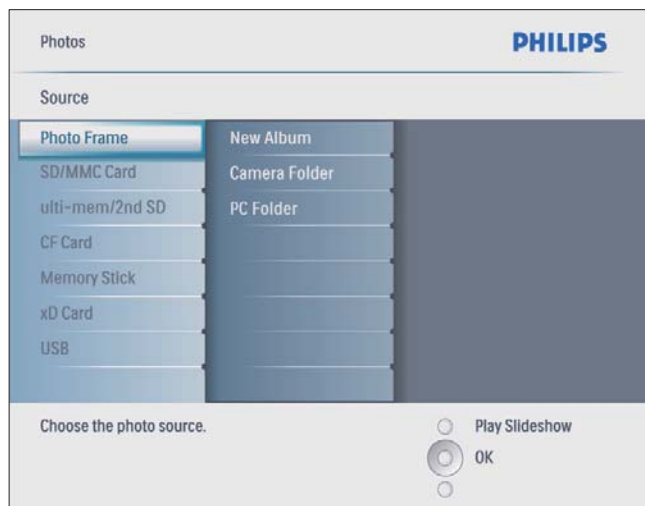 Photos
PHILIPS
Source
Photo Frame
New Album
SD/MMC Card
Camera Folder
ulti-mem/2nd SD
PC Folder
CF Card
Memory Stick
xD Card
USB
Choose the photo source.
Play Slideshow
OK